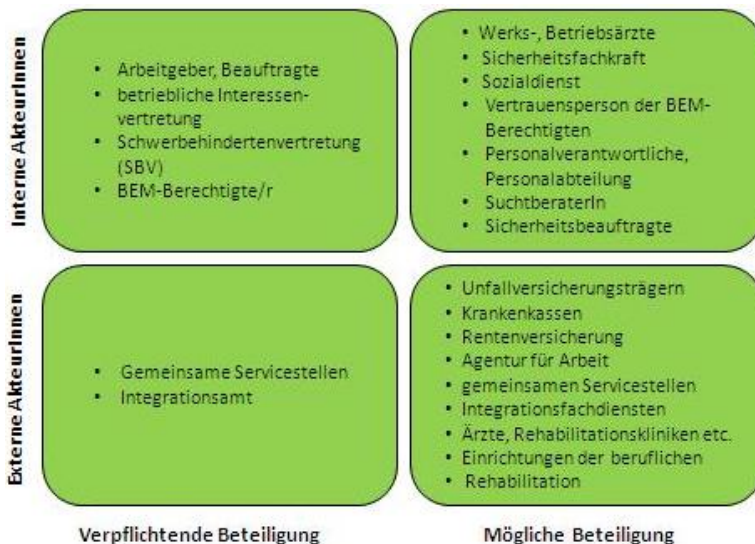 Interne AkteurInnen
• Arbeitgeber, Beauftragte
• betriebliche Interessen-
vertretung
• Schwerbehindertenvertretung
(SBV)
• BEM-Berechtigte/r
• Werks-, Betriebsärzte
• Sicherheitsfachkraft
• Sozialdienst
• Vertrauensperson der BEM-
Berechtigten
• Personalverantwortliche,
Personalabteilung
• SuchtberaterIn
• Sicherheitsbeauftragte
Externe AkteurInnen
• Gemeinsame Servicestellen
• Integrationsamt
• Unfallversicherungsträgern
• Krankenkassen
• Rentenversicherung
• Agentur für Arbeit
• gemeinsamen Servicestellen
• Integrationsfachdiensten
• Ärzte, Rehabilitationskliniken etc.
• Einrichtungen der beruflichen
• Rehabilitation
Verpflichtende Beteiligung
Mögliche Beteiligung